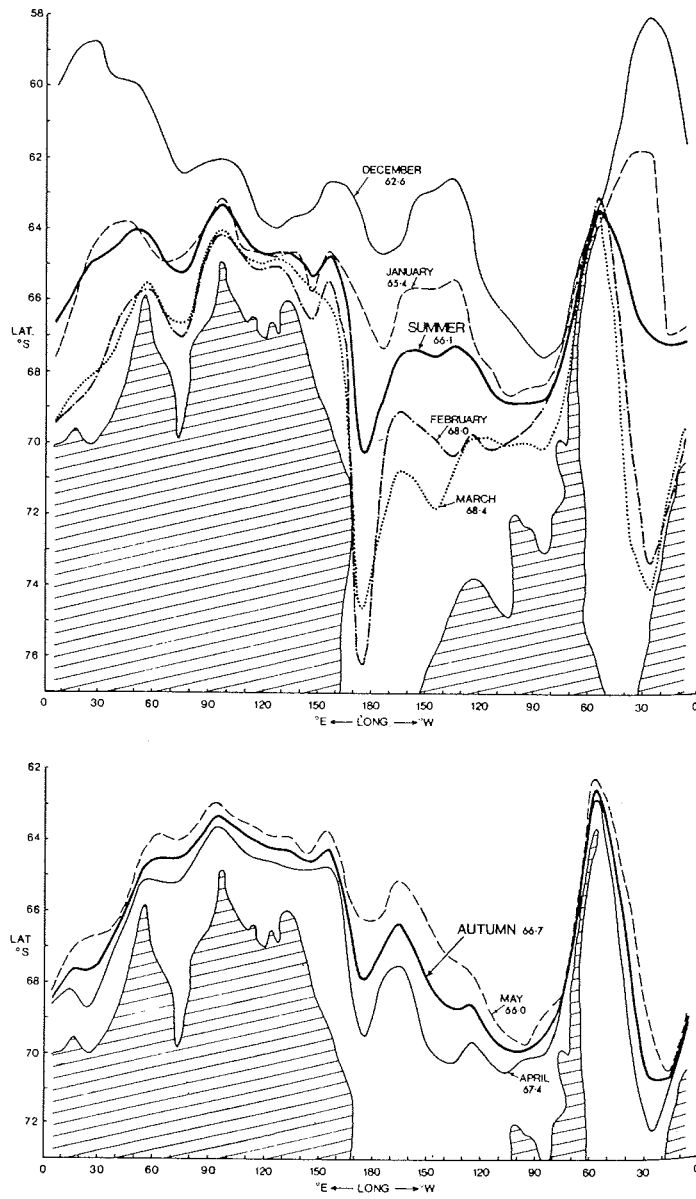 58
60
62
64
66
LAT.
°S
68
70
72
74
76
DECEMBER
62·6
JANUARY
65·4
SUMMER
66·1
FEBRUARY
68·0
MARCH
68·4
0 30 60 90 120 150 180 150 120 90 60 30 0
°E ← LONG → °W
62
64
66
LAT
°S
68
70
72
AUTUMN 66·7
MAY
66·0
APRIL
67·4
0 30 60 90 120 150 180 150 120 90 60 30 0
°E ← LONG → °W